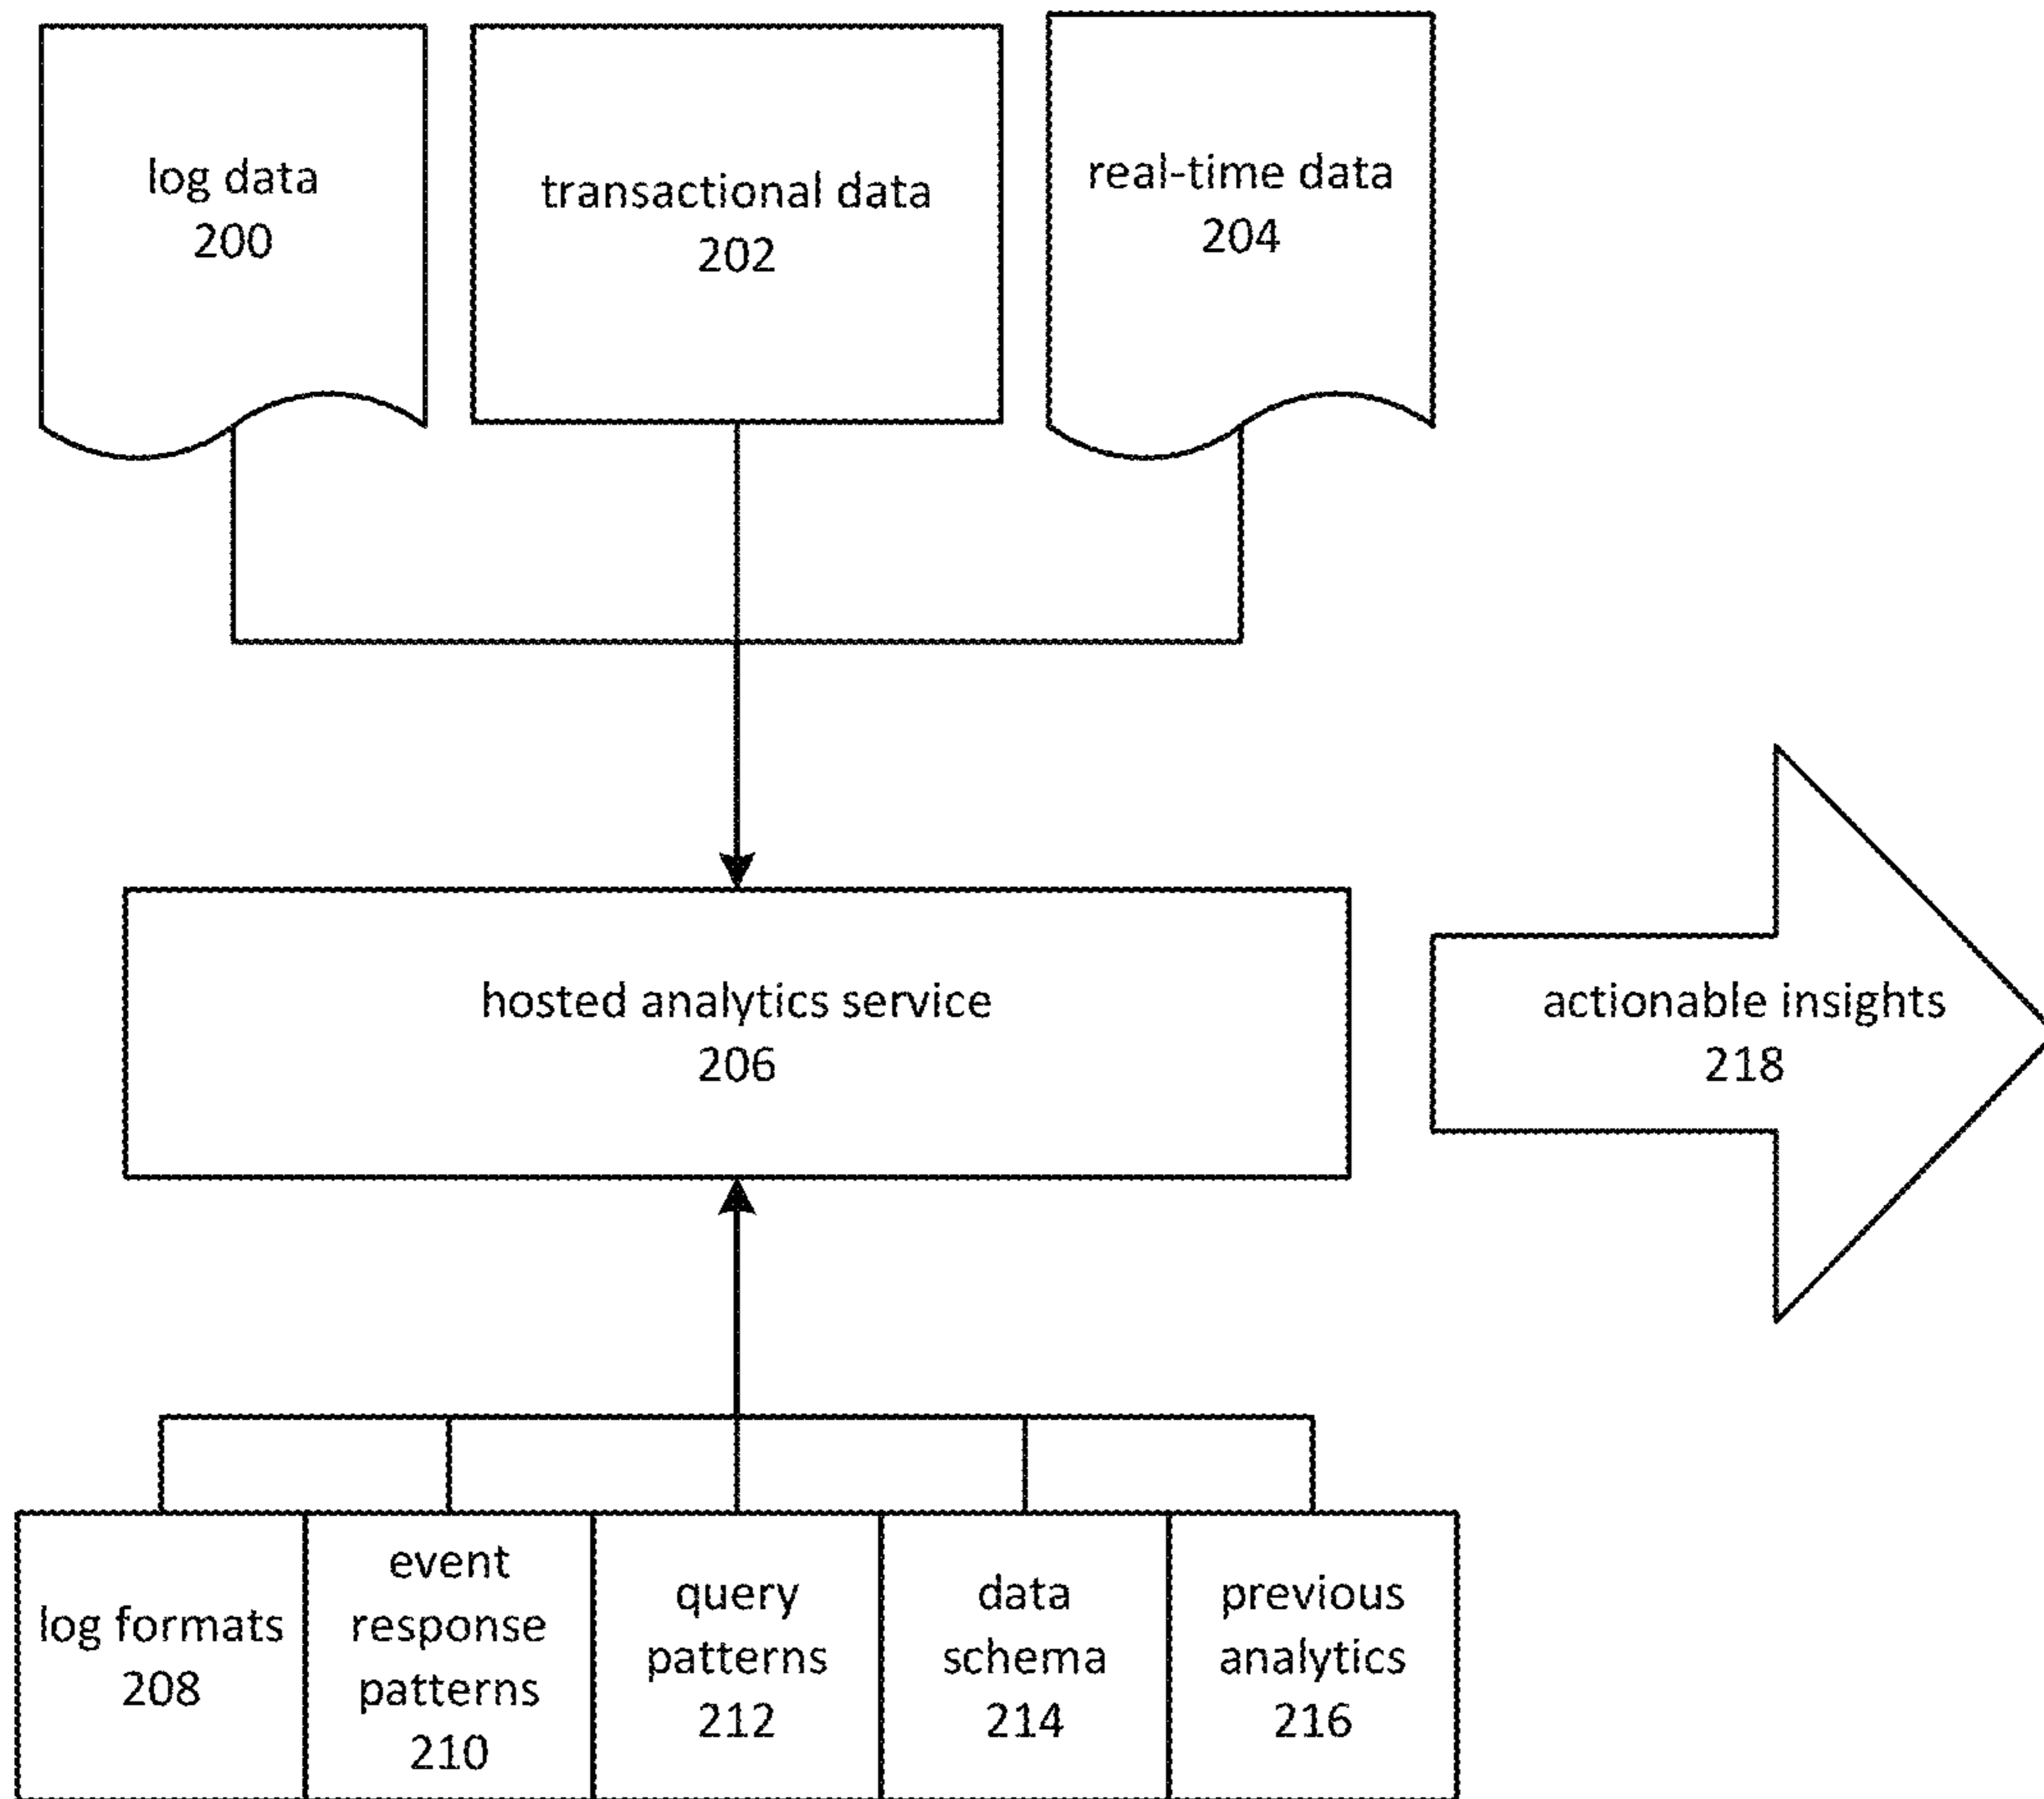 log data
200
transactional data
202
real-time data
204
hosted analytics service
206
actionable insights
218
log formats
208
event
response
patterns
210
query
patterns
212
data
schema
214
previous
analytics
216